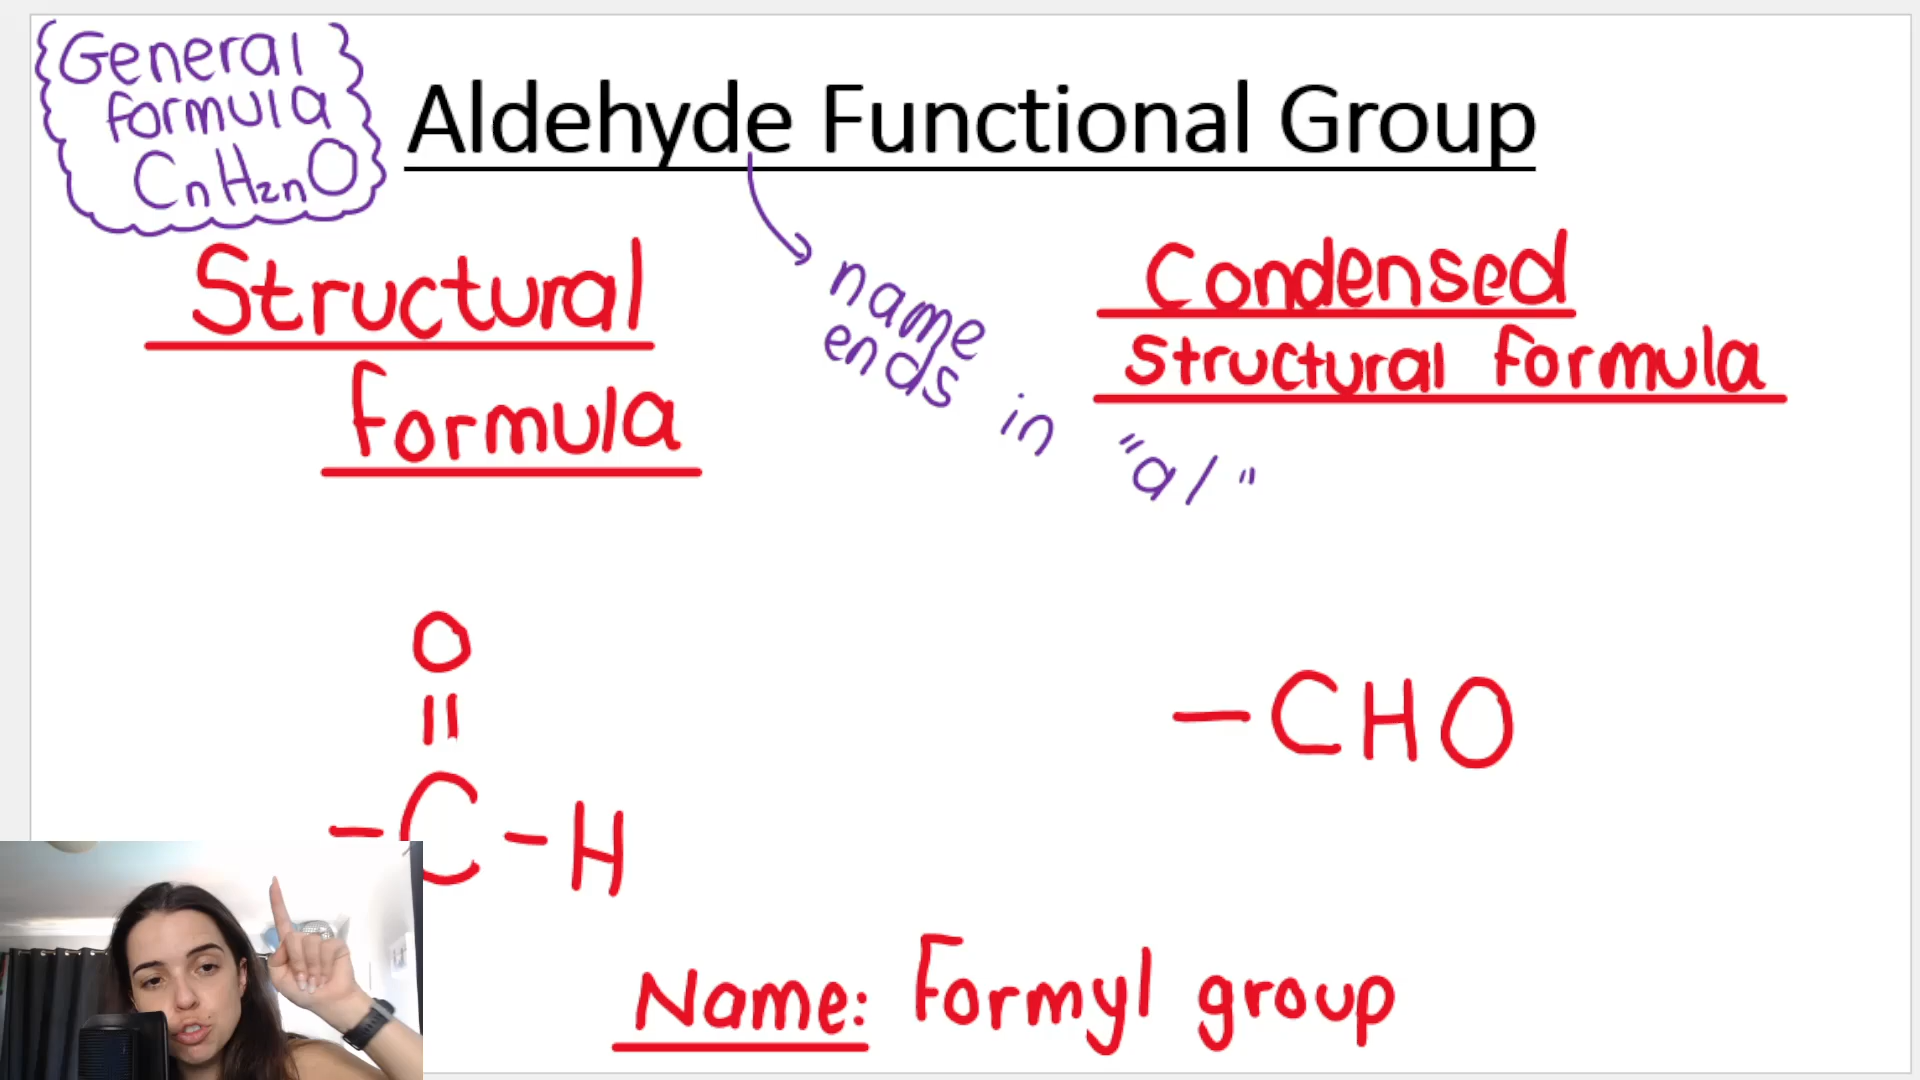 General
formula
CnH2nO
Aldehyde Functional Group
name
ends in "al"
Structural
formula
Condensed
structural formula
O
||
-C-H
-CHO
Name: Formyl group